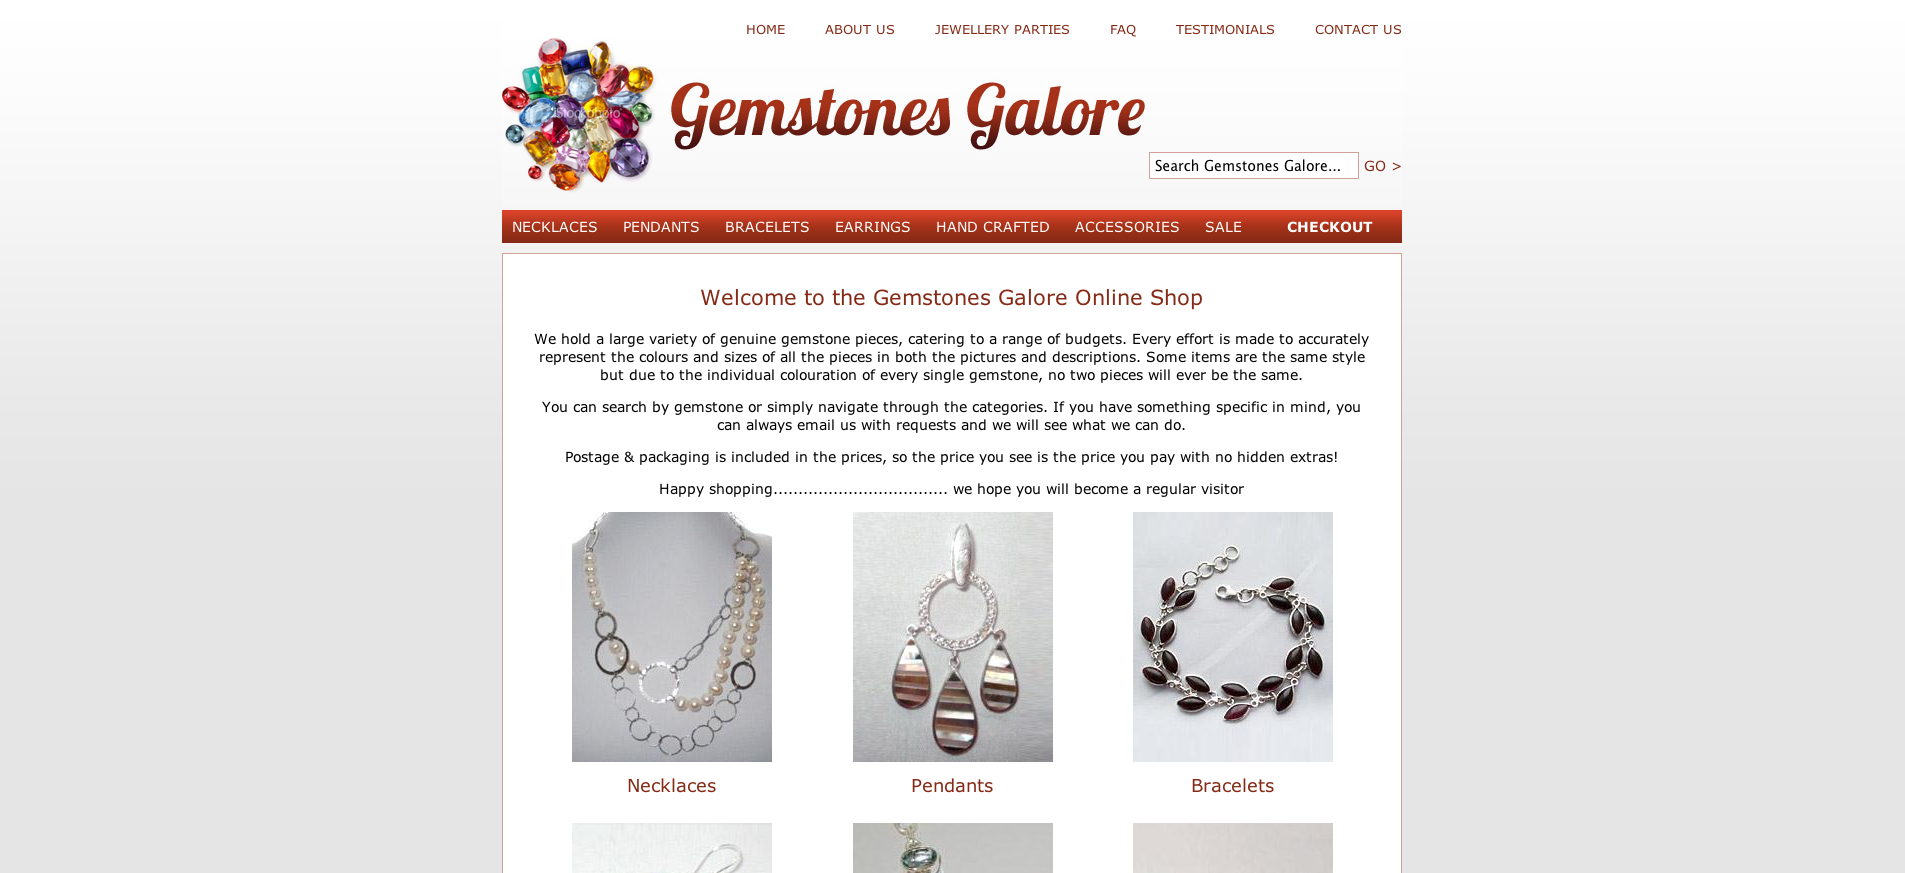 HOME ABOUT US JEWELLERY PARTIES FAQ TESTIMONIALS CONTACT US
Gemstones Galore
Search Gemstones Galore... GO >
NECKLACES PENDANTS BRACELETS EARRINGS HAND CRAFTED ACCESSORIES SALE CHECKOUT
Welcome to the Gemstones Galore Online Shop
We hold a large variety of genuine gemstone pieces, catering to a range of budgets. Every effort is made to accurately
represent the colours and sizes of all the pieces in both the pictures and descriptions. Some items are the same style
but due to the individual colouration of every single gemstone, no two pieces will ever be the same.
You can search by gemstone or simply navigate through the categories. If you have something specific in mind, you
can always email us with requests and we will see what we can do.
Postage & packaging is included in the prices, so the price you see is the price you pay with no hidden extras!
Happy shopping................................... we hope you will become a regular visitor
Necklaces Pendants Bracelets